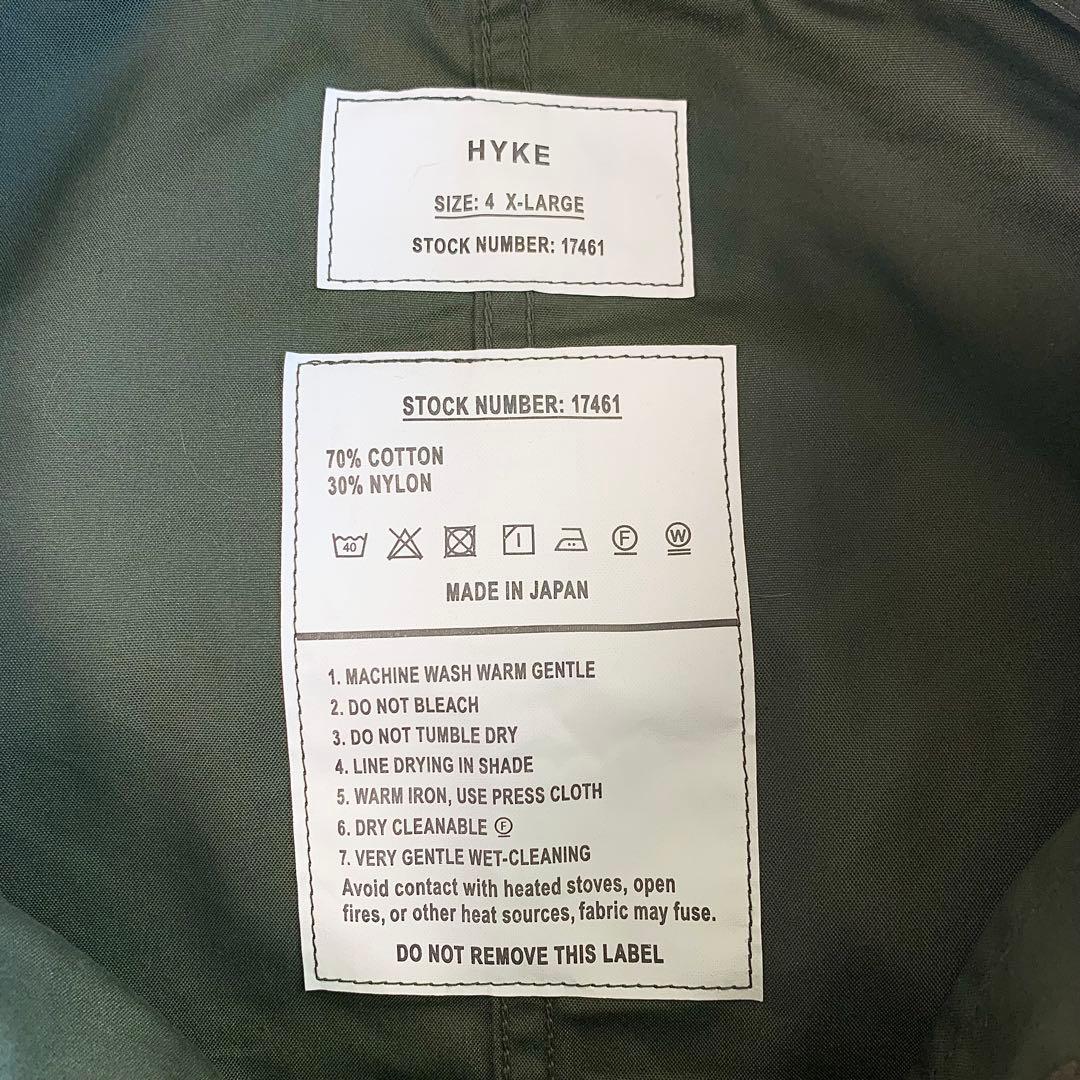 HYKE
SIZE: 4 X-LARGE
STOCK NUMBER: 17461
STOCK NUMBER: 17461
70% COTTON
30% NYLON
40 F W
MADE IN JAPAN
1. MACHINE WASH WARM GENTLE
2. DO NOT BLEACH
3. DO NOT TUMBLE DRY
4. LINE DRYING IN SHADE
5. WARM IRON, USE PRESS CLOTH
6. DRY CLEANABLE Ⓕ
7. VERY GENTLE WET-CLEANING
Avoid contact with heated stoves, open
fires, or other heat sources, fabric may fuse.
DO NOT REMOVE THIS LABEL